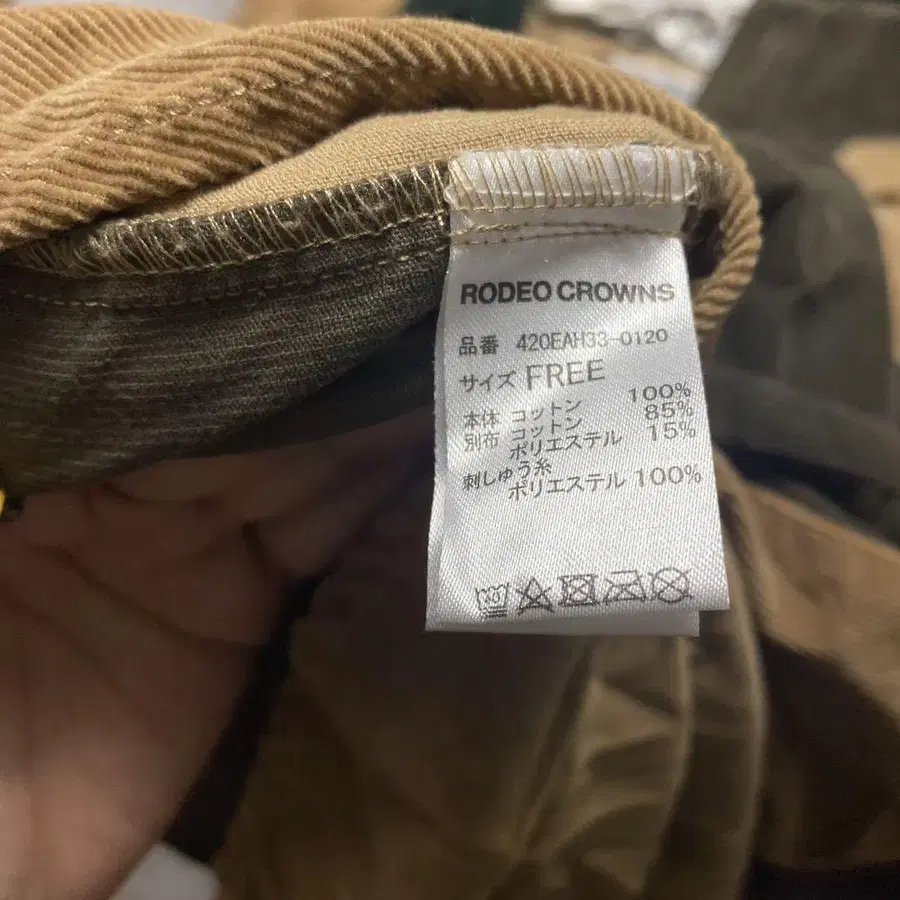 RODEO CROWNS
品番 420EAH33-0120
サイズ FREE
本体 コットン 100%
別布 コットン 85%
ポリエステル 15%
刺しゅう糸
ポリエステル 100%